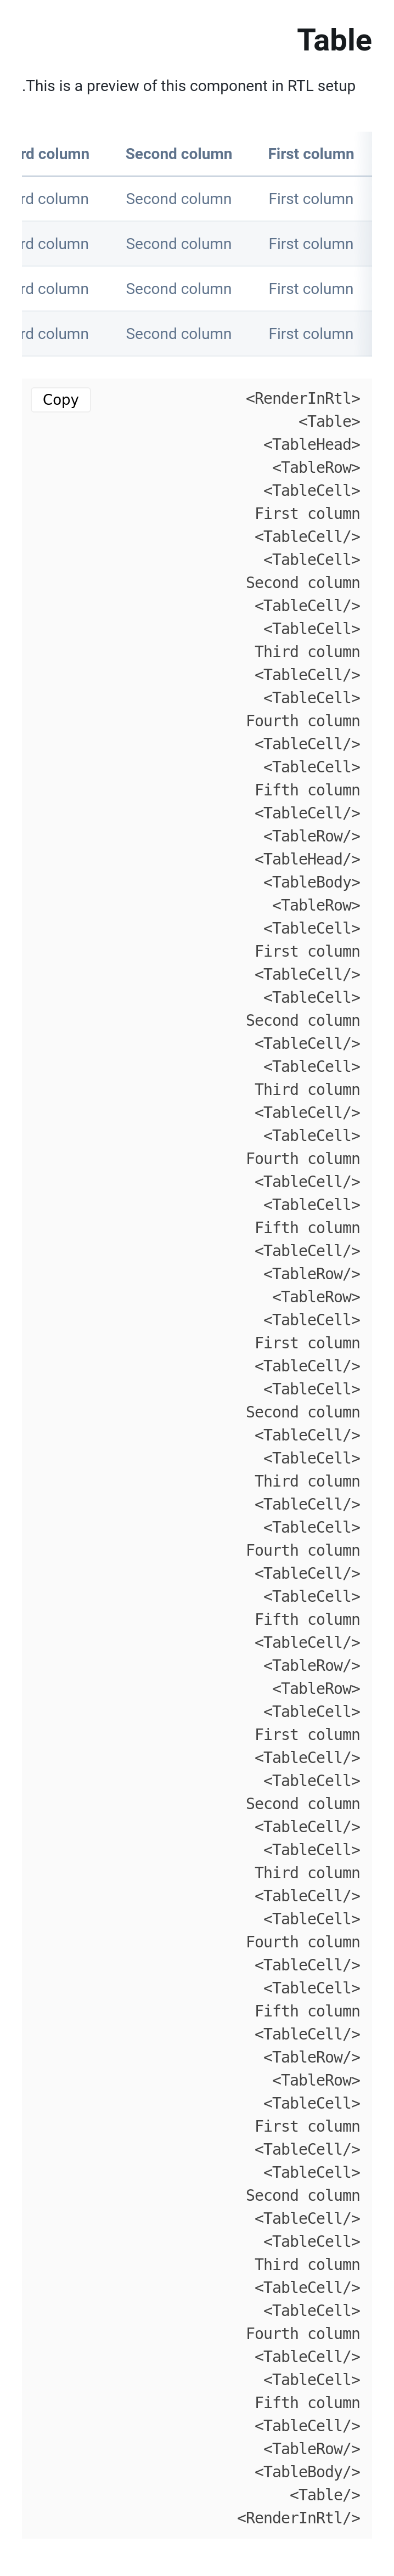 Table
.This is a preview of this component in RTL setup
rd column Second column First column
rd column Second column First column
rd column Second column First column
rd column Second column First column
rd column Second column First column
Copy
<RenderInRtl>
<Table>
<TableHead>
<TableRow>
<TableCell>
First column
<TableCell/>
<TableCell>
Second column
<TableCell/>
<TableCell>
Third column
<TableCell/>
<TableCell>
Fourth column
<TableCell/>
<TableCell>
Fifth column
<TableCell/>
<TableRow/>
<TableHead/>
<TableBody>
<TableRow>
<TableCell>
First column
<TableCell/>
<TableCell>
Second column
<TableCell/>
<TableCell>
Third column
<TableCell/>
<TableCell>
Fourth column
<TableCell/>
<TableCell>
Fifth column
<TableCell/>
<TableRow/>
<TableRow>
<TableCell>
First column
<TableCell/>
<TableCell>
Second column
<TableCell/>
<TableCell>
Third column
<TableCell/>
<TableCell>
Fourth column
<TableCell/>
<TableCell>
Fifth column
<TableCell/>
<TableRow/>
<TableRow>
<TableCell>
First column
<TableCell/>
<TableCell>
Second column
<TableCell/>
<TableCell>
Third column
<TableCell/>
<TableCell>
Fourth column
<TableCell/>
<TableCell>
Fifth column
<TableCell/>
<TableRow/>
<TableRow>
<TableCell>
First column
<TableCell/>
<TableCell>
Second column
<TableCell/>
<TableCell>
Third column
<TableCell/>
<TableCell>
Fourth column
<TableCell/>
<TableCell>
Fifth column
<TableCell/>
<TableRow/>
<TableBody/>
<Table/>
<RenderInRtl/>